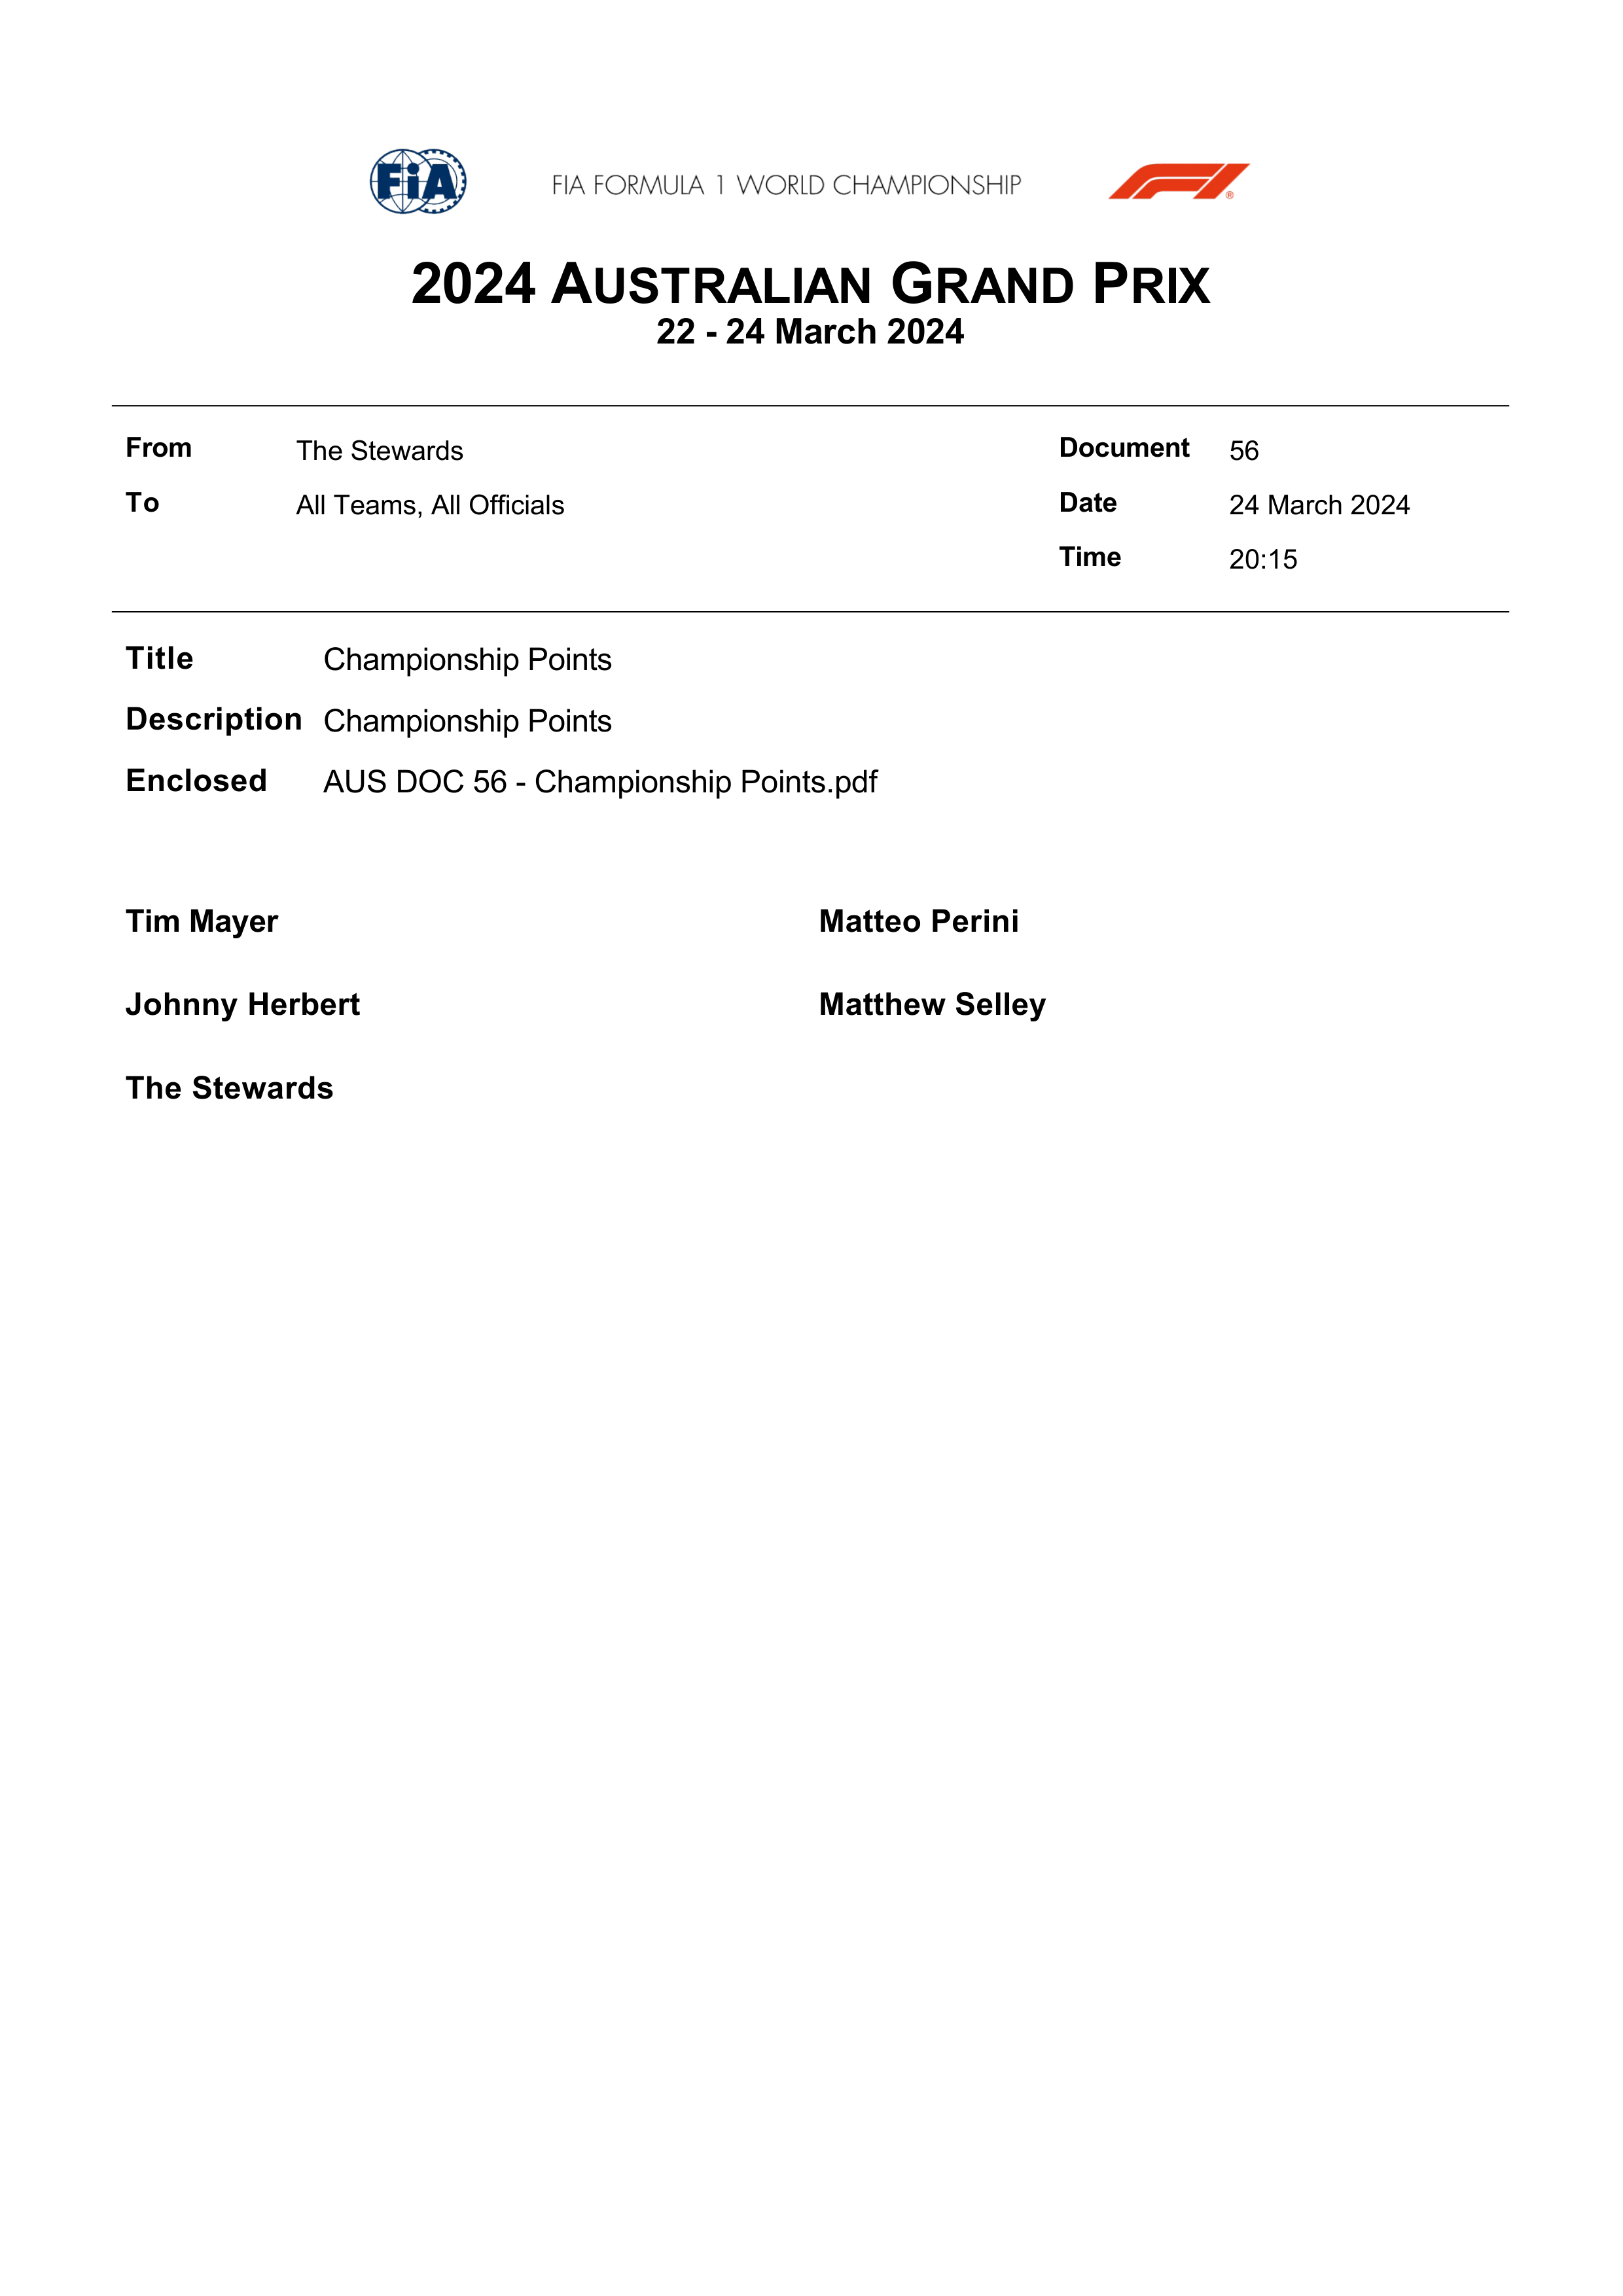 FiA FIA FORMULA 1 WORLD CHAMPIONSHIP F1®
2024 AUSTRALIAN GRAND PRIX
22 - 24 March 2024
From The Stewards Document 56
To All Teams, All Officials Date 24 March 2024
Time 20:15
Title Championship Points
Description Championship Points
Enclosed AUS DOC 56 - Championship Points.pdf
Tim Mayer Matteo Perini
Johnny Herbert Matthew Selley
The Stewards